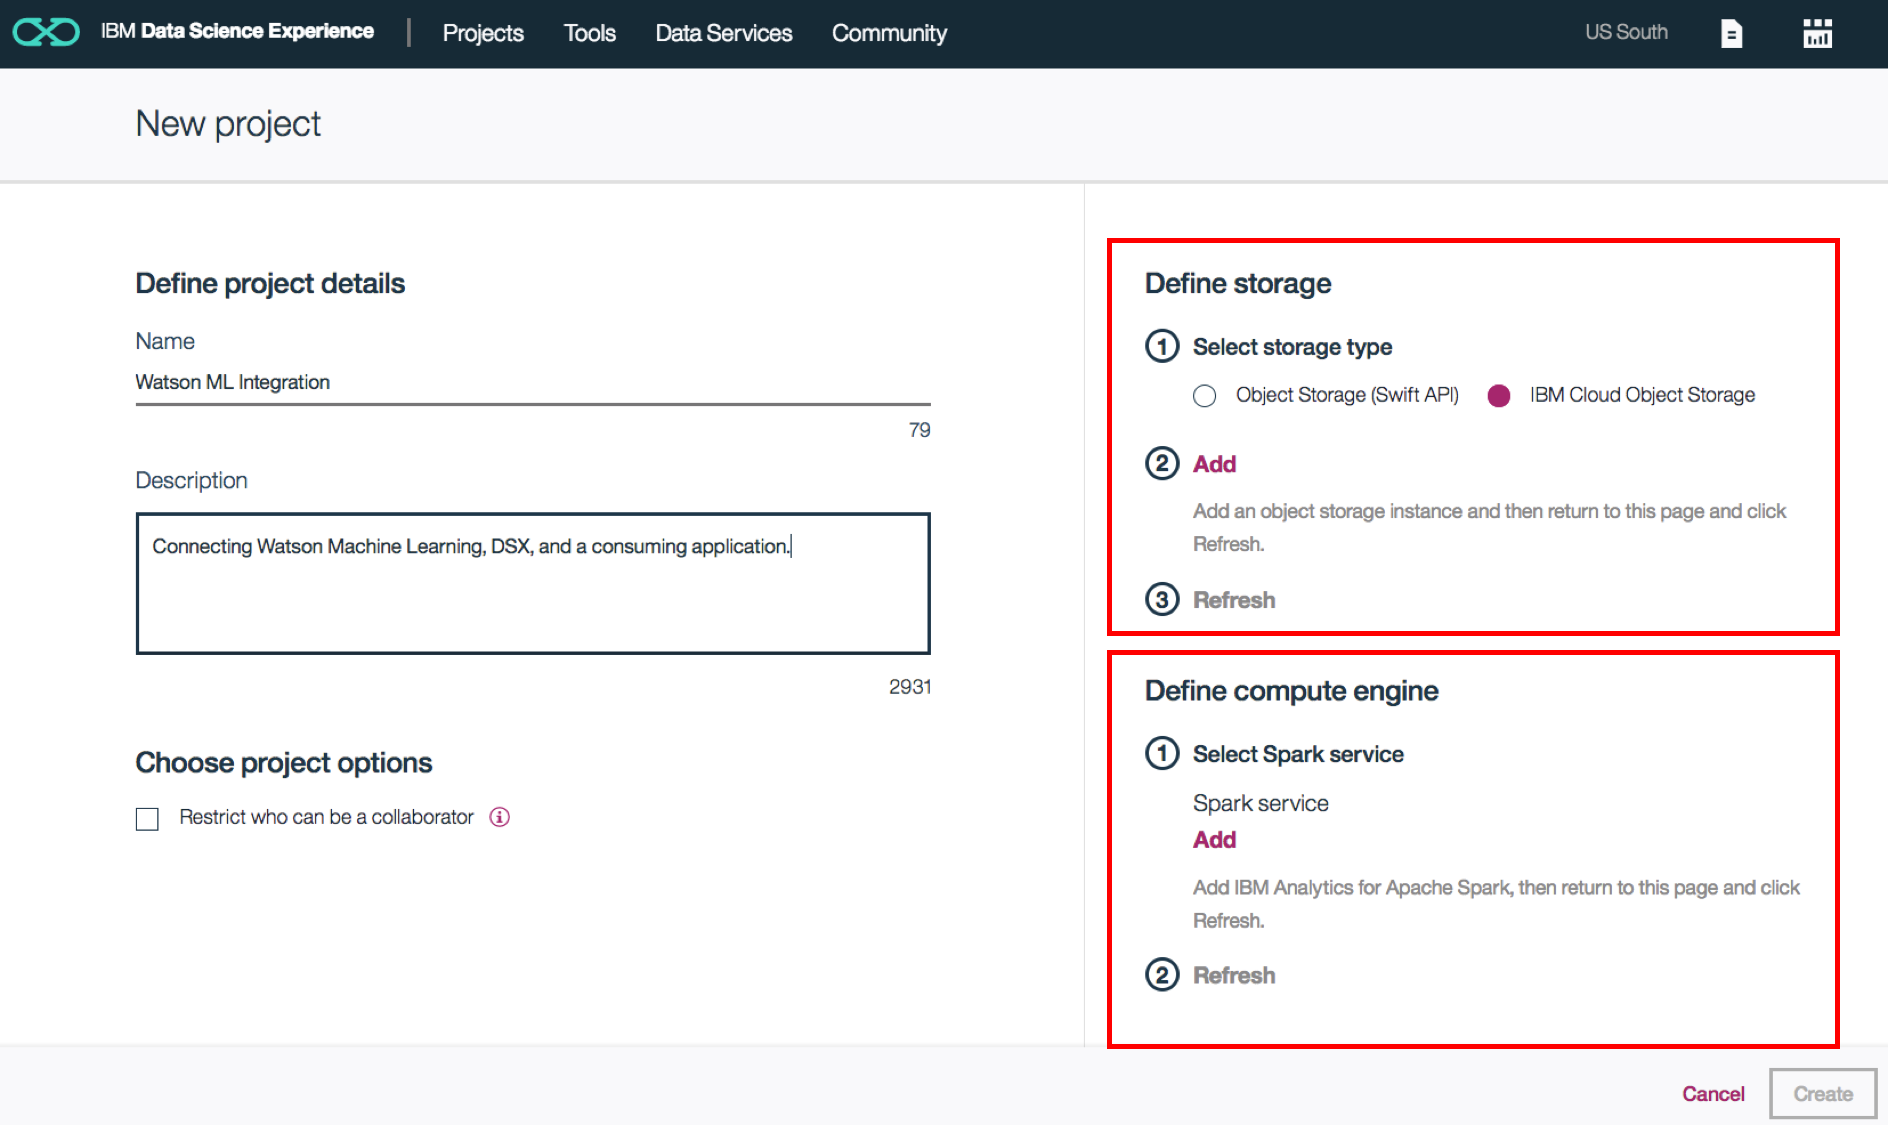 IBM Data Science Experience | Projects Tools Data Services Community US South
New project
Define project details
Name
Watson ML Integration
79
Description
Connecting Watson Machine Learning, DSX, and a consuming application.
2931
Choose project options
Restrict who can be a collaborator
Define storage
1 Select storage type
Object Storage (Swift API) IBM Cloud Object Storage
2 Add
Add an object storage instance and then return to this page and click
Refresh.
3 Refresh
Define compute engine
1 Select Spark service
Spark service
Add
Add IBM Analytics for Apache Spark, then return to this page and click
Refresh.
2 Refresh
Cancel Create